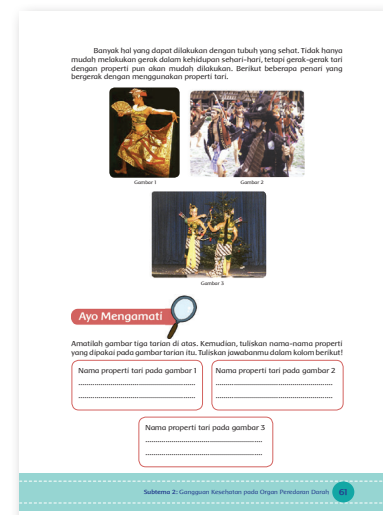 Banyak hal yang dapat dilakukan dengan tubuh yang sehat. Tidak hanya
mudah melakukan gerak dalam kehidupan sehari-hari, tetapi gerak-gerak tari
dengan properti pun akan mudah dilakukan. Berikut beberapa penari yang
bergerak dengan menggunakan properti tari.
Gambar 1
Gambar 2
Gambar 3
Ayo Mengamati
Amatilah gambar tiga tarian di atas. Kemudian, tuliskan nama-nama properti
yang dipakai pada gambar tarian itu. Tuliskan jawabanmu dalam kolom berikut!
Nama properti tari pada gambar 1
Nama properti tari pada gambar 2
Nama properti tari pada gambar 3
Subtema 2: Gangguan Kesehatan pada Organ Peredaran Darah 61